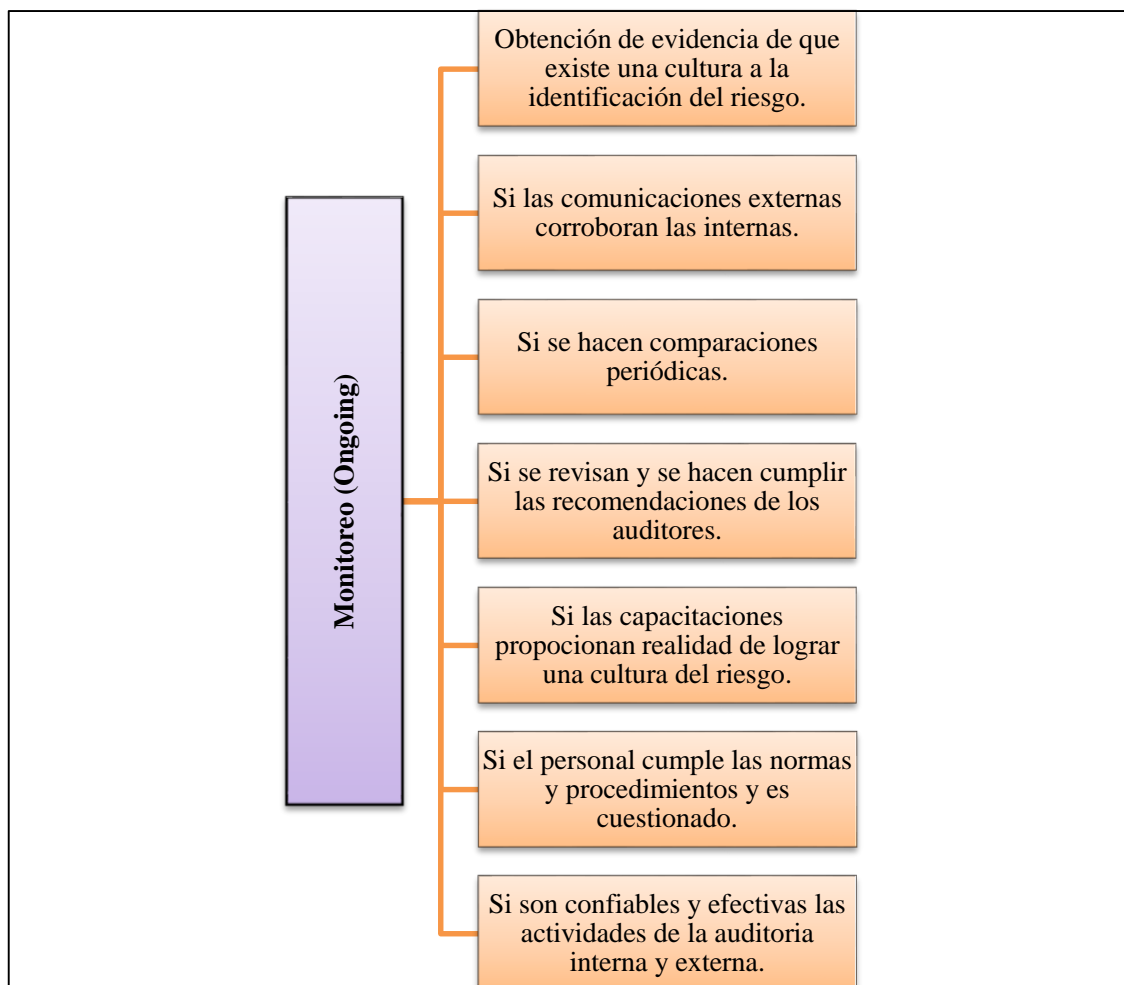 Monitoreo (Ongoing)
Obtención de evidencia de que
existe una cultura a la
identificación del riesgo.
Si las comunicaciones externas
corroboran las internas.
Si se hacen comparaciones
periódicas.
Si se revisan y se hacen cumplir
las recomendaciones de los
auditores.
Si las capacitaciones
propocionan realidad de lograr
una cultura del riesgo.
Si el personal cumple las normas
y procedimientos y es
cuestionado.
Si son confiables y efectivas las
actividades de la auditoria
interna y externa.